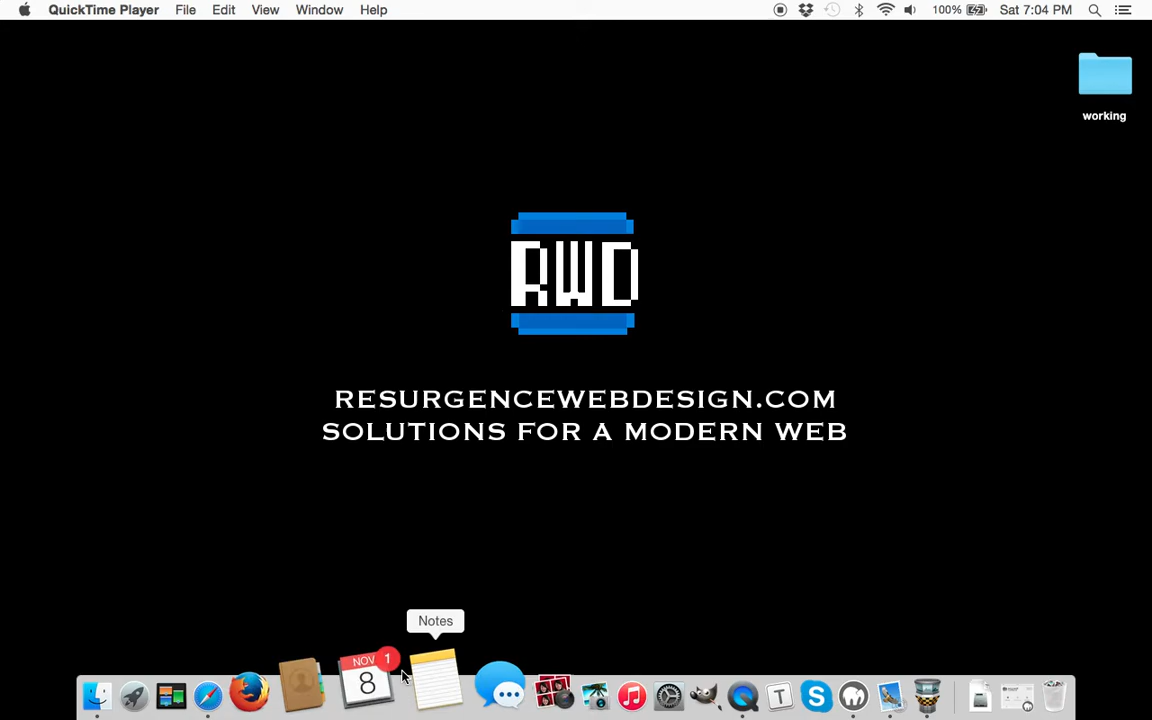 QuickTime Player File Edit View Window Help 100% Sat 7:04 PM
working
RWD
RESURGENCEWEBDESIGN.COM
SOLUTIONS FOR A MODERN WEB
Notes
NOV 1
8
T
S